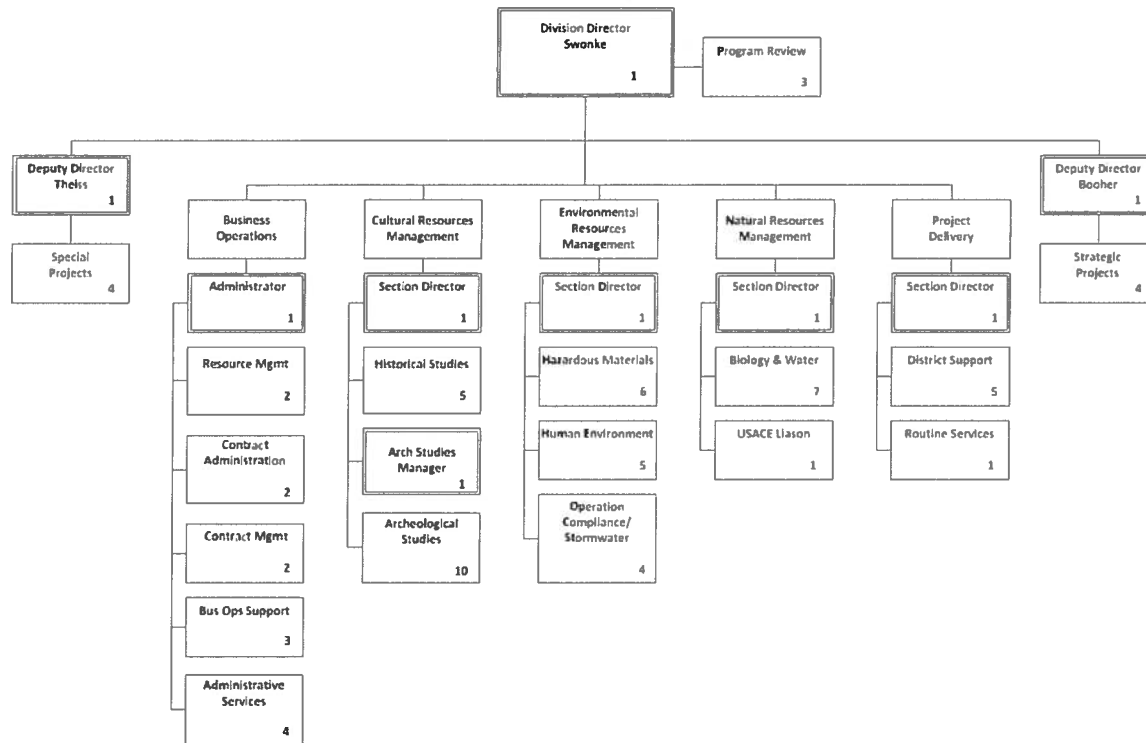 Division Director
Swonke
1
Program Review
3
Deputy Director
Theiss
1
Special
Projects
4
Deputy Director
Booher
1
Strategic
Projects
4
Business
Operations
Administrator
1
Resource Mgmt
2
Contract
Administration
2
Contract Mgmt
2
Bus Ops Support
3
Administrative
Services
4
Cultural Resources
Management
Section Director
1
Historical Studies
5
Arch Studies
Manager
1
Archeological
Studies
10
Environmental
Resources
Management
Section Director
1
Hazardous Materials
6
Human Environment
5
Operation
Compliance/
Stormwater
4
Natural Resources
Management
Section Director
1
Biology & Water
7
USACE Liason
1
Project
Delivery
Section Director
1
District Support
5
Routine Services
1